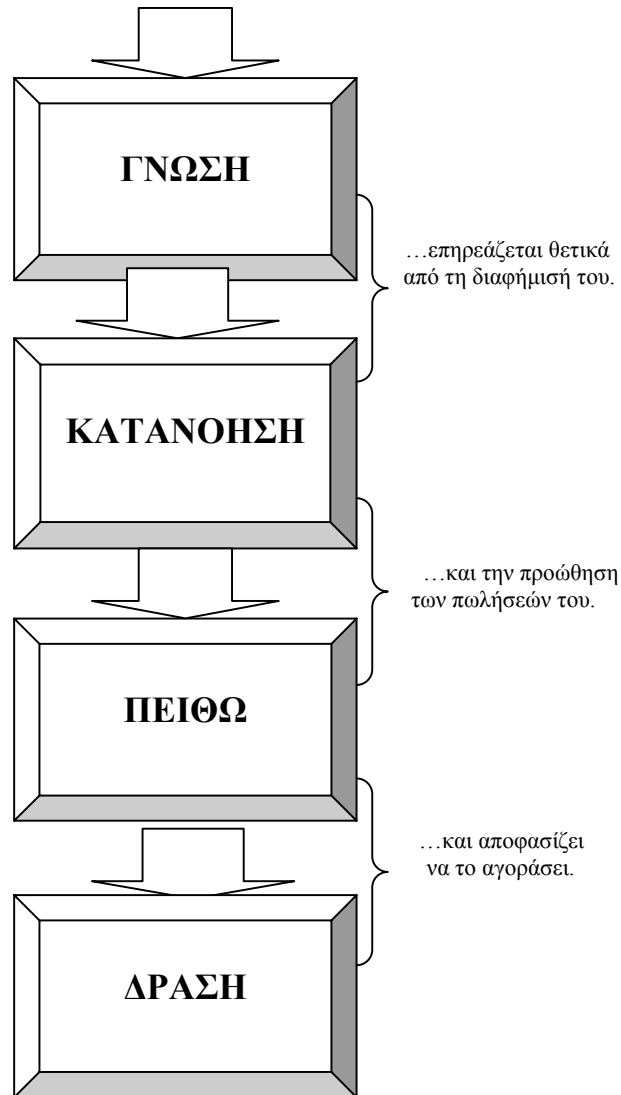 ΓΝΩΣΗ
…επηρεάζεται θετικά
από τη διαφήμισή του.
ΚΑΤΑΝΟΗΣΗ
…και την προώθηση
των πωλήσεών του.
ΠΕΙΘΩ
…και αποφασίζει
να το αγοράσει.
ΔΡΑΣΗ